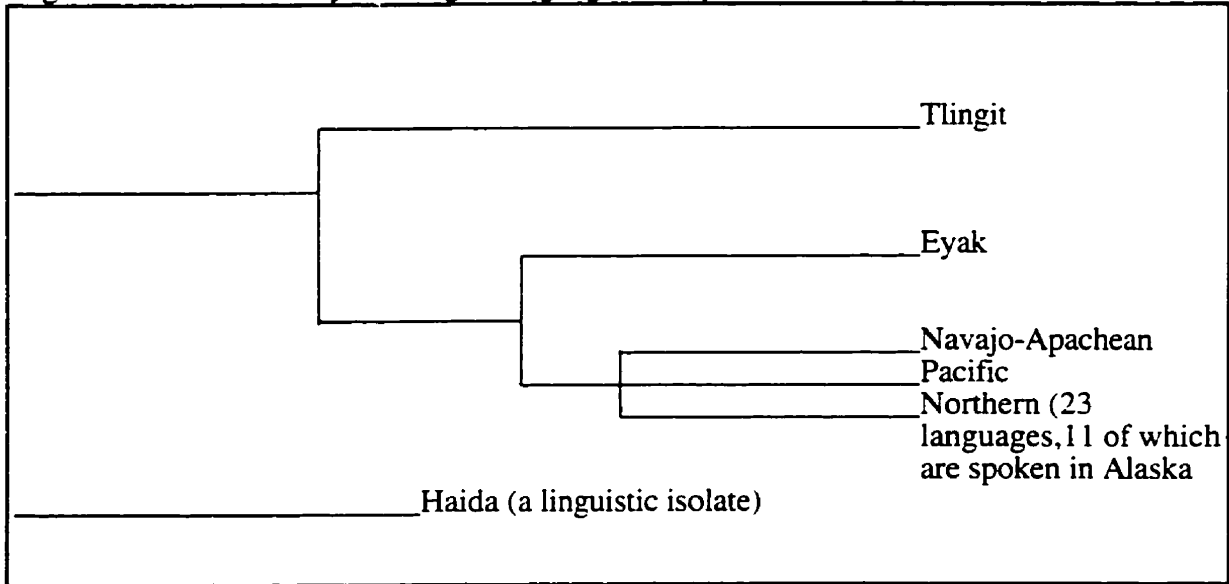 Tlingit
Eyak
Navajo-Apachean
Pacific
Northern (23
languages, 11 of which
are spoken in Alaska
Haida (a linguistic isolate)